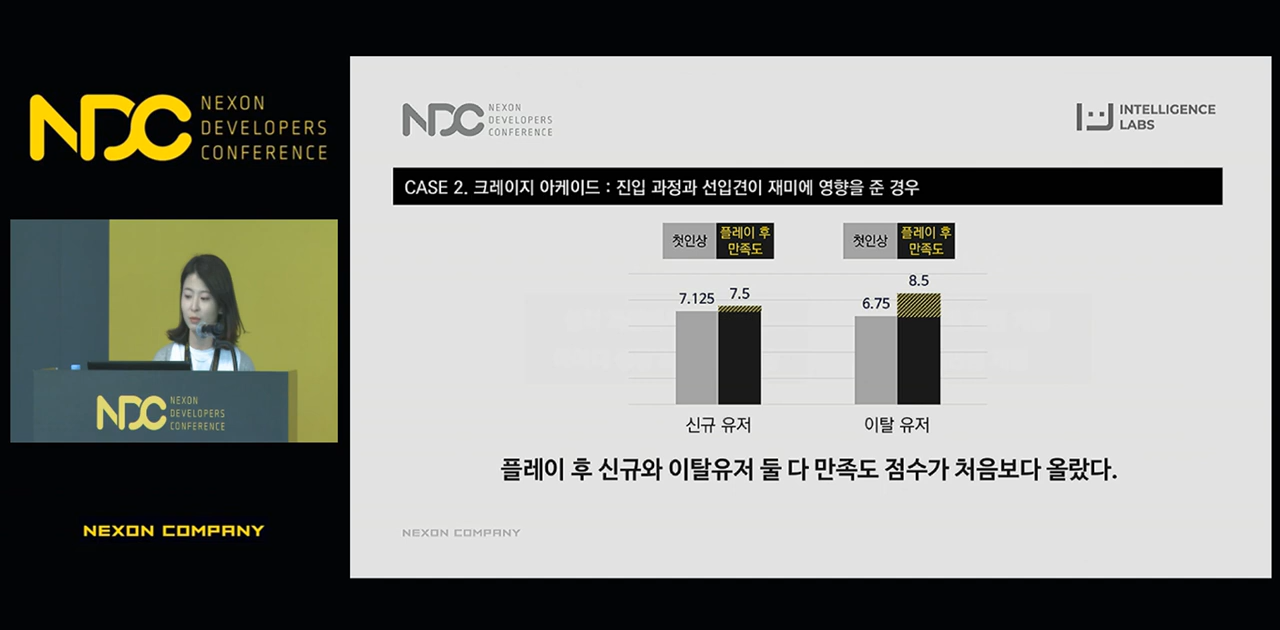 NDC NEXON
DEVELOPERS
CONFERENCE
NDC NEXON
DEVELOPERS
CONFERENCE
NEXON COMPANY
NDC NEXON
DEVELOPERS
CONFERENCE
INTELLIGENCE
LABS
CASE 2. 크레이지 아케이드 : 진입 과정과 선입견이 재미에 영향을 준 경우
첫인상 플레이 후
만족도
첫인상 플레이 후
만족도
7.125 7.5
6.75 8.5
신규 유저
이탈 유저
플레이 후 신규와 이탈유저 둘 다 만족도 점수가 처음보다 올랐다.
NEXON COMPANY